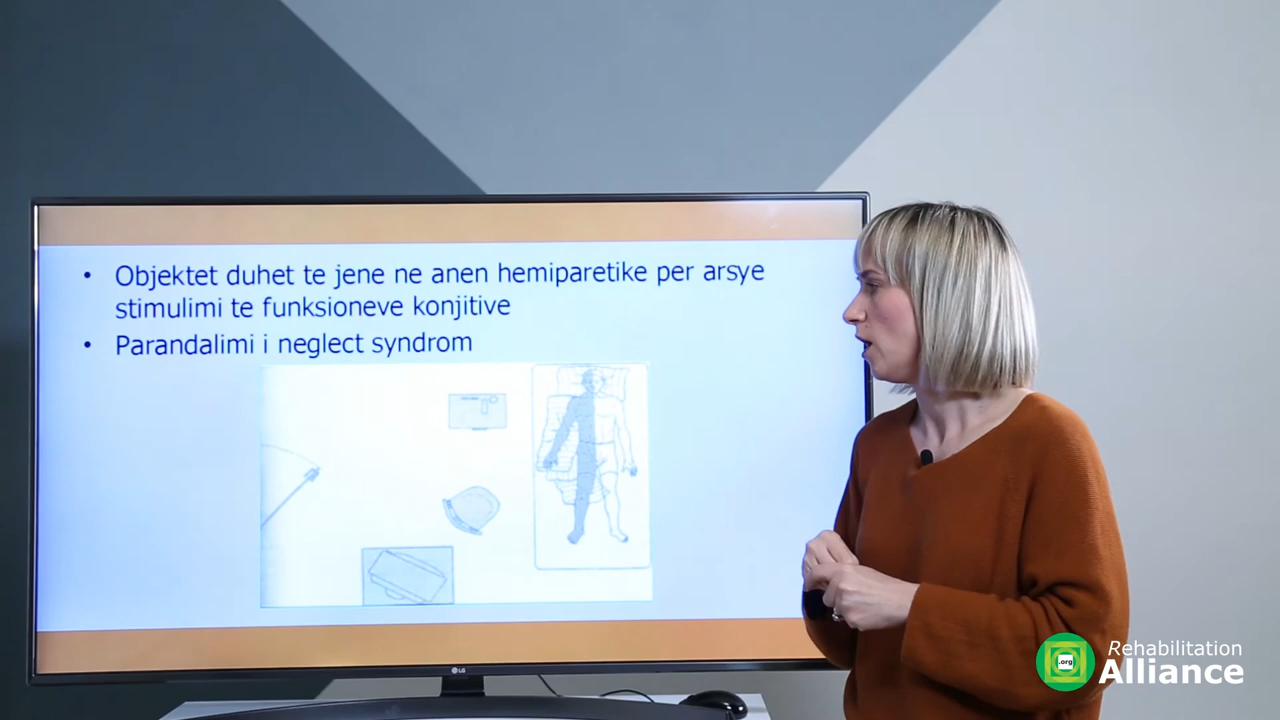 • Objektet duhet te jene ne anen hemiparetike per arsye
stimulimi te funksioneve konjitive
• Parandalimi i neglect syndrom
LG
.org
Rehabilitation
Alliance